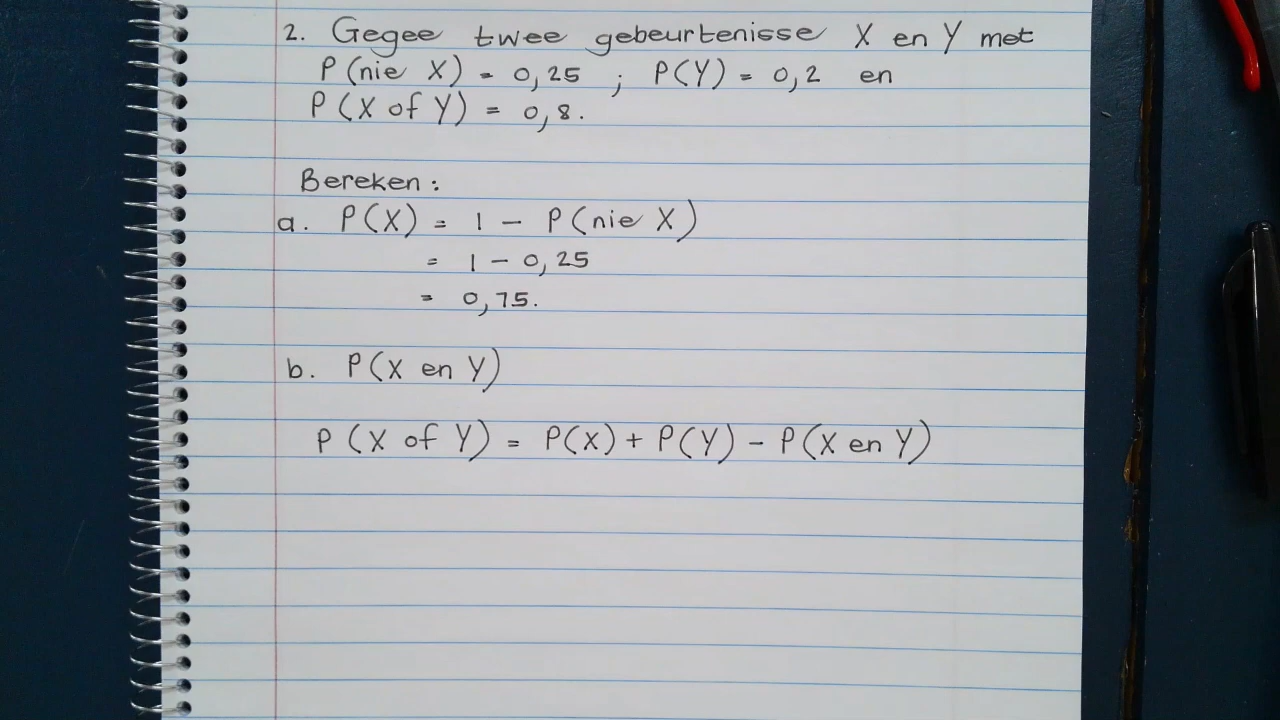 2. Gegee twee gebeurtenisse X en Y met
P(nie X) = 0,25 ; P(Y) = 0,2 en
P(X of Y) = 0,8.
Bereken:
a. P(X) = 1 - P(nie X)
= 1 - 0,25
= 0,75.
b. P(X en Y)
P(X of Y) = P(X) + P(Y) - P(X en Y)